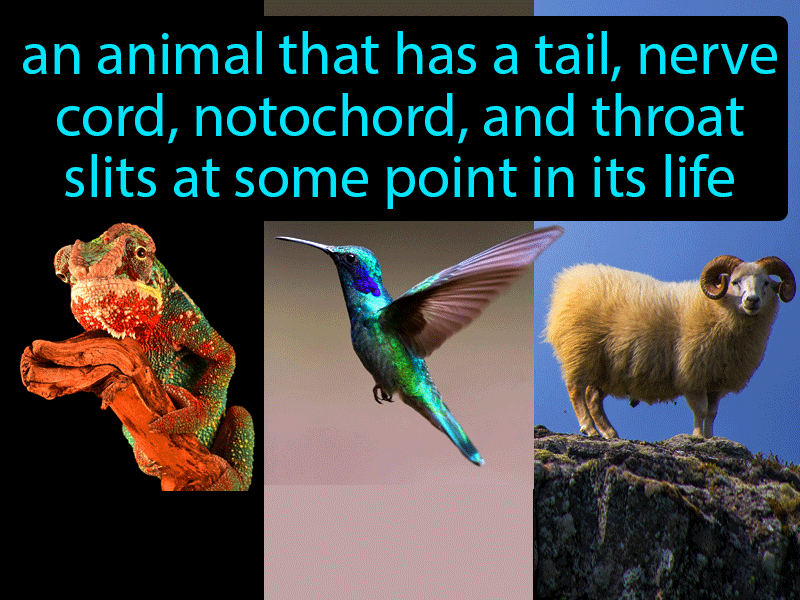 an animal that has a tail, nerve
cord, notochord, and throat
slits at some point in its life